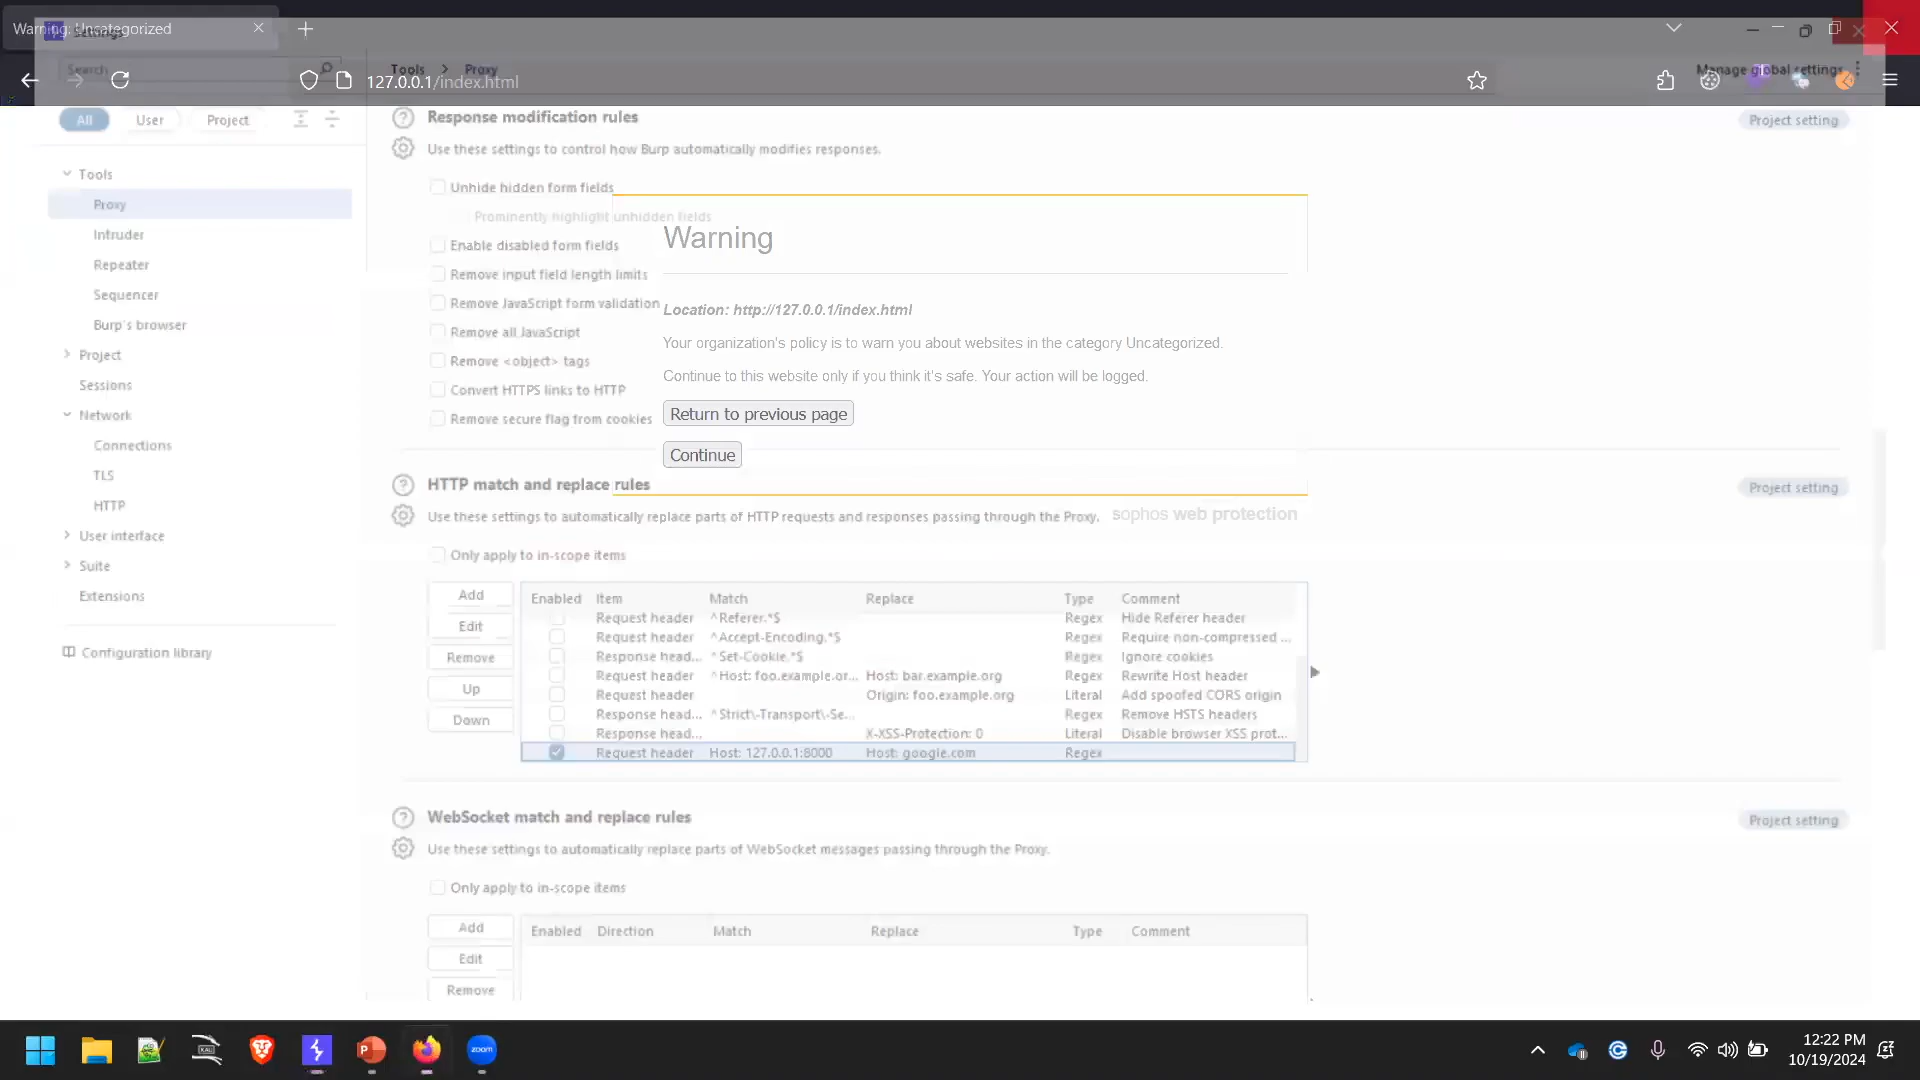 Warning: Uncategorized
Settings
Search
Tools > Proxy
Manage global settings
127.0.0.1/index.html
All
User
Project
Tools
Proxy
Intruder
Repeater
Sequencer
Burp's browser
Project
Sessions
Network
Connections
TLS
HTTP
User interface
Suite
Extensions
Configuration library
Response modification rules
Project setting
Use these settings to control how Burp automatically modifies responses.
Unhide hidden form fields
Prominently highlight unhidden fields
Enable disabled form fields
Remove input field length limits
Remove JavaScript form validation
Remove all JavaScript
Remove <object> tags
Convert HTTPS links to HTTP
Remove secure flag from cookies
Warning
Location: http://127.0.0.1/index.html
Your organization's policy is to warn you about websites in the category Uncategorized.
Continue to this website only if you think it's safe. Your action will be logged.
Return to previous page
Continue
sophos web protection
HTTP match and replace rules
Project setting
Use these settings to automatically replace parts of HTTP requests and responses passing through the Proxy.
Only apply to in-scope items
Add
Edit
Remove
Up
Down
Enabled Item Match Replace Type Comment
Request header ^Referer.*$ Regex Hide Referer header
Request header ^Accept-Encoding.*$ Regex Require non-compressed ...
Response head... ^Set-Cookie.*$ Regex Ignore cookies
Request header ^Host: foo.example.or... Host: bar.example.org Regex Rewrite Host header
Request header Origin: foo.example.org Literal Add spoofed CORS origin
Response head... ^Strict\-Transport\-Se... Regex Remove HSTS headers
Response head... X-XSS-Protection: 0 Literal Disable browser XSS prot...
Request header Host: 127.0.0.1:8000 Host: google.com Regex
WebSocket match and replace rules
Project setting
Use these settings to automatically replace parts of WebSocket messages passing through the Proxy.
Only apply to in-scope items
Add
Edit
Remove
Enabled Direction Match Replace Type Comment
zoom
12:22 PM
10/19/2024